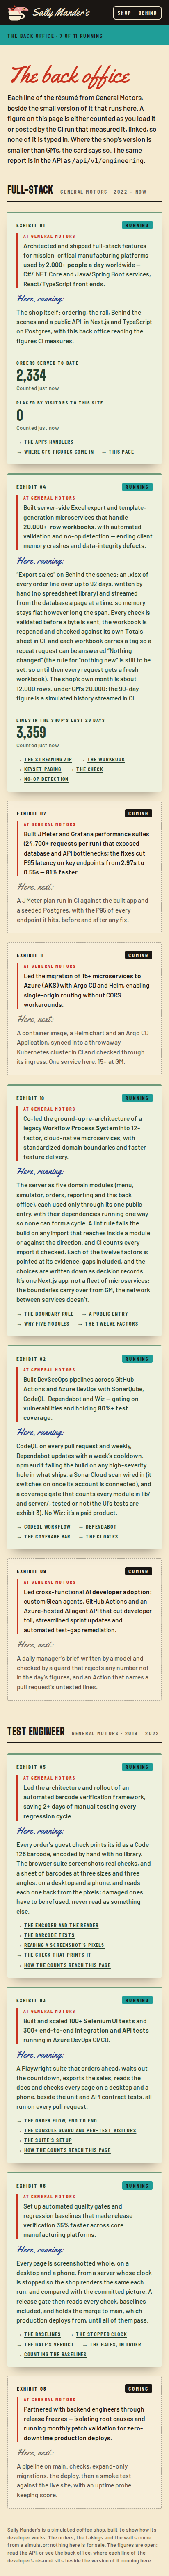 Sally Mander's
SHOP BEHIND
THE BACK OFFICE · 7 OF 11 RUNNING
The back office
Each line of the résumé from General Motors,
beside the small version of it that runs here. A
figure on this page is either counted as you load it
or reported by the CI run that measured it, linked,
none of it is typed in. Where the shop's version is
smaller than GM's, the card says so. The same
report is in the API as /api/v1/engineering.
FULL-STACK GENERAL MOTORS · 2022 – NOW
EXHIBIT 01 RUNNING
AT GENERAL MOTORS
Architected and shipped full-stack features
for mission-critical manufacturing platforms
used by 2,000+ people a day worldwide —
C#/.NET Core and Java/Spring Boot services,
React/TypeScript front ends.
Here, running:
The shop itself: ordering, the rail, Behind the
scenes and a public API, in Next.js and TypeScript
on Postgres, with this back office reading the
figures CI measures.
ORDERS SERVED TO DATE
2,334
Counted just now
PLACED BY VISITORS TO THIS SITE
0
Counted just now
→ THE API'S HANDLERS
→ WHERE CI'S FIGURES COME IN → THIS PAGE
EXHIBIT 04 RUNNING
AT GENERAL MOTORS
Built server-side Excel export and template-
generation microservices that handle
20,000+-row workbooks, with automated
validation and no-op detection — ending client
memory crashes and data-integrity defects.
Here, running:
"Export sales" on Behind the scenes: an .xlsx of
every order line over up to 92 days, written by
hand (no spreadsheet library) and streamed
from the database a page at a time, so memory
stays flat however long the span. Every check is
validated before a byte is sent, the workbook is
reopened and checked against its own Totals
sheet in CI, and each workbook carries a tag so a
repeat request can be answered "Nothing
changed" (the rule for "nothing new" is still to be
set, so until then every request gets a fresh
workbook). The shop's own month is about
12,000 rows, under GM's 20,000; the 90-day
figure is a simulated history streamed in CI.
LINES IN THE SHOP'S LAST 28 DAYS
3,359
Counted just now
→ THE STREAMING ZIP → THE WORKBOOK
→ KEYSET PAGING → THE CHECK
→ NO-OP DETECTION
EXHIBIT 07 COMING
AT GENERAL MOTORS
Built JMeter and Grafana performance suites
(24,700+ requests per run) that exposed
database and API bottlenecks; the fixes cut
P95 latency on key endpoints from 2.97s to
0.55s — 81% faster.
Here, next:
A JMeter plan run in CI against the built app and
a seeded Postgres, with the P95 of every
endpoint it hits, before and after any fix.
EXHIBIT 11 COMING
AT GENERAL MOTORS
Led the migration of 15+ microservices to
Azure (AKS) with Argo CD and Helm, enabling
single-origin routing without CORS
workarounds.
Here, next:
A container image, a Helm chart and an Argo CD
Application, synced into a throwaway
Kubernetes cluster in CI and checked through
its ingress. One service here, 15+ at GM.
EXHIBIT 10 RUNNING
AT GENERAL MOTORS
Co-led the ground-up re-architecture of a
legacy Workflow Process System into 12-
factor, cloud-native microservices, with
standardized domain boundaries and faster
feature delivery.
Here, running:
The server as five domain modules (menu,
simulator, orders, reporting and this back
office), each used only through its one public
entry, with their dependencies running one way
so none can find a cycle. A lint rule fails the
build on any import that reaches inside a module
or against the direction, and CI counts every
import it checked. Each of the twelve factors is
pointed at its evidence, gaps included, and the
choices are written down as decision records.
It's one Next.js app, not a fleet of microservices:
the boundaries carry over from GM, the network
between services doesn't.
→ THE BOUNDARY RULE → A PUBLIC ENTRY
→ WHY FIVE MODULES → THE TWELVE FACTORS
EXHIBIT 02 RUNNING
AT GENERAL MOTORS
Built DevSecOps pipelines across GitHub
Actions and Azure DevOps with SonarQube,
CodeQL, Dependabot and Wiz — gating on
vulnerabilities and holding 80%+ test
coverage.
Here, running:
CodeQL on every pull request and weekly,
Dependabot with a week's cooldown,
npm audit failing the build on any high-severity
hole in what ships, a SonarCloud scan wired in (it
switches on once its account is connected), and
a coverage gate that counts every module in lib/
and server/, tested or not (the UI's tests are
exhibit 3). No Wiz: it's a paid product.
→ CODEQL WORKFLOW → DEPENDABOT
→ THE COVERAGE BAR → THE CI GATES
EXHIBIT 09 COMING
AT GENERAL MOTORS
Led cross-functional AI developer adoption:
custom Glean agents, GitHub Actions and an
Azure-hosted AI agent API that cut developer
toil, streamlined sprint updates and
automated test-gap remediation.
Here, next:
A daily manager's brief written by a model and
checked by a guard that rejects any number not
in the day's figures, and an Action that names a
pull request's untested lines.
TEST ENGINEER GENERAL MOTORS · 2019 – 2022
EXHIBIT 05 RUNNING
AT GENERAL MOTORS
Led the architecture and rollout of an
automated barcode verification framework,
saving 2+ days of manual testing every
regression cycle.
Here, running:
Every order's guest check prints its id as a Code
128 barcode, encoded by hand with no library.
The browser suite screenshots real checks, and
a sheet of barcodes at three sizes and three
angles, on a desktop and a phone, and reads
each one back from the pixels; damaged bars
have to be refused, never read as something
else.
→ THE ENCODER AND THE READER
→ THE BARCODE TESTS
→ READING A SCREENSHOT'S PIXELS
→ THE CHECK THAT PRINTS IT
→ HOW THE COUNTS REACH THIS PAGE
EXHIBIT 03 RUNNING
AT GENERAL MOTORS
Built and scaled 100+ Selenium UI tests and
300+ end-to-end integration and API tests
running in Azure DevOps CI/CD.
Here, running:
A Playwright suite that orders ahead, waits out
the countdown, exports the sales, reads the
docs and checks every page on a desktop and a
phone, beside the unit and API contract tests, all
run on every pull request.
→ THE ORDER FLOW, END TO END
→ THE CONSOLE GUARD AND PER-TEST VISITORS
→ THE SUITE'S SETUP
→ HOW THE COUNTS REACH THIS PAGE
EXHIBIT 06 RUNNING
AT GENERAL MOTORS
Set up automated quality gates and
regression baselines that made release
verification 35% faster across core
manufacturing platforms.
Here, running:
Every page is screenshotted whole, on a
desktop and a phone, from a server whose clock
is stopped so the shop renders the same each
run, and compared with the committed picture. A
release gate then reads every check, baselines
included, and holds the merge to main, which
production deploys from, until all of them pass.
→ THE BASELINES → THE STOPPED CLOCK
→ THE GATE'S VERDICT → THE GATES, IN ORDER
→ COUNTING THE BASELINES
EXHIBIT 08 COMING
AT GENERAL MOTORS
Partnered with backend engineers through
release freezes — isolating root causes and
running monthly patch validation for zero-
downtime production deploys.
Here, next:
A pipeline on main: checks, expand-only
migrations, the deploy, then a smoke test
against the live site, with an uptime probe
keeping score.
Sally Mander's is a simulated coffee shop, built to show how its
developer works. The orders, the takings and the waits come
from a simulator: nothing here is for sale. The figures are open:
read the API, or see the back office, where each line of the
developer's résumé sits beside the version of it running here.